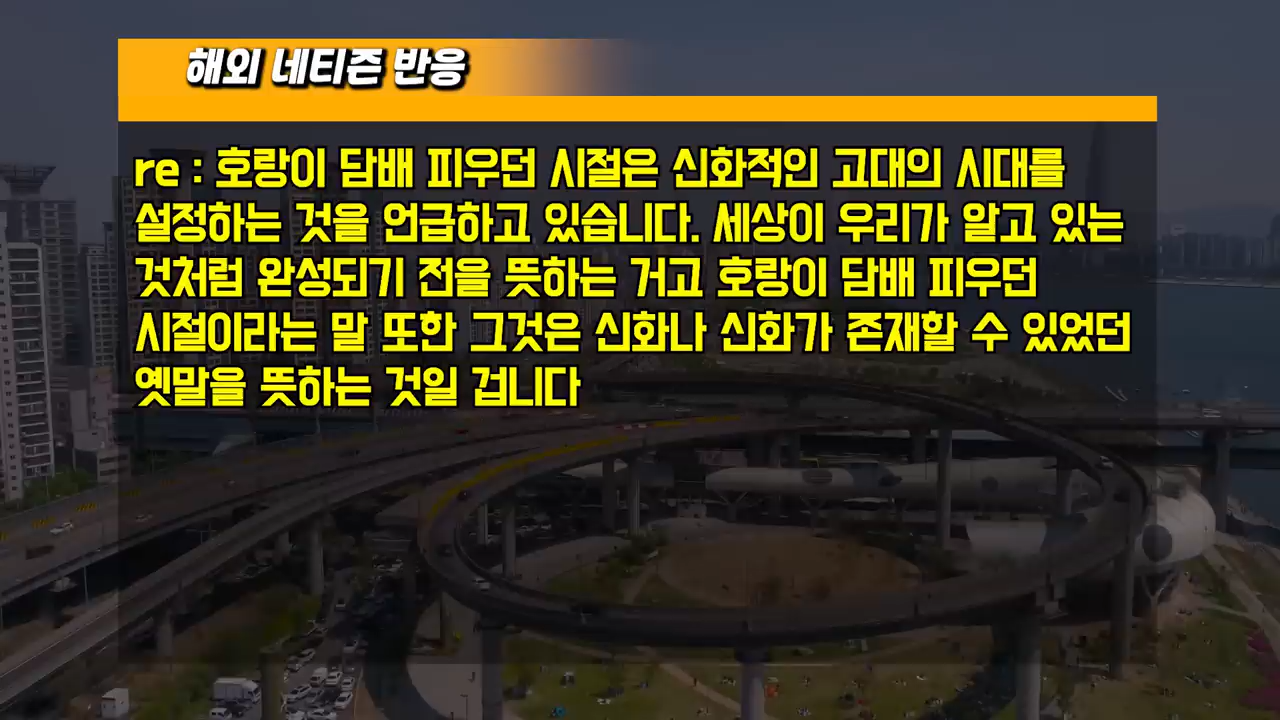 해외 네티즌 반응
re : 호랑이 담배 피우던 시절은 신화적인 고대의 시대를
설정하는 것을 언급하고 있습니다. 세상이 우리가 알고 있는
것처럼 완성되기 전을 뜻하는 거고 호랑이 담배 피우던
시절이라는 말 또한 그것은 신화나 신화가 존재할 수 있었던
옛말을 뜻하는 것일 겁니다